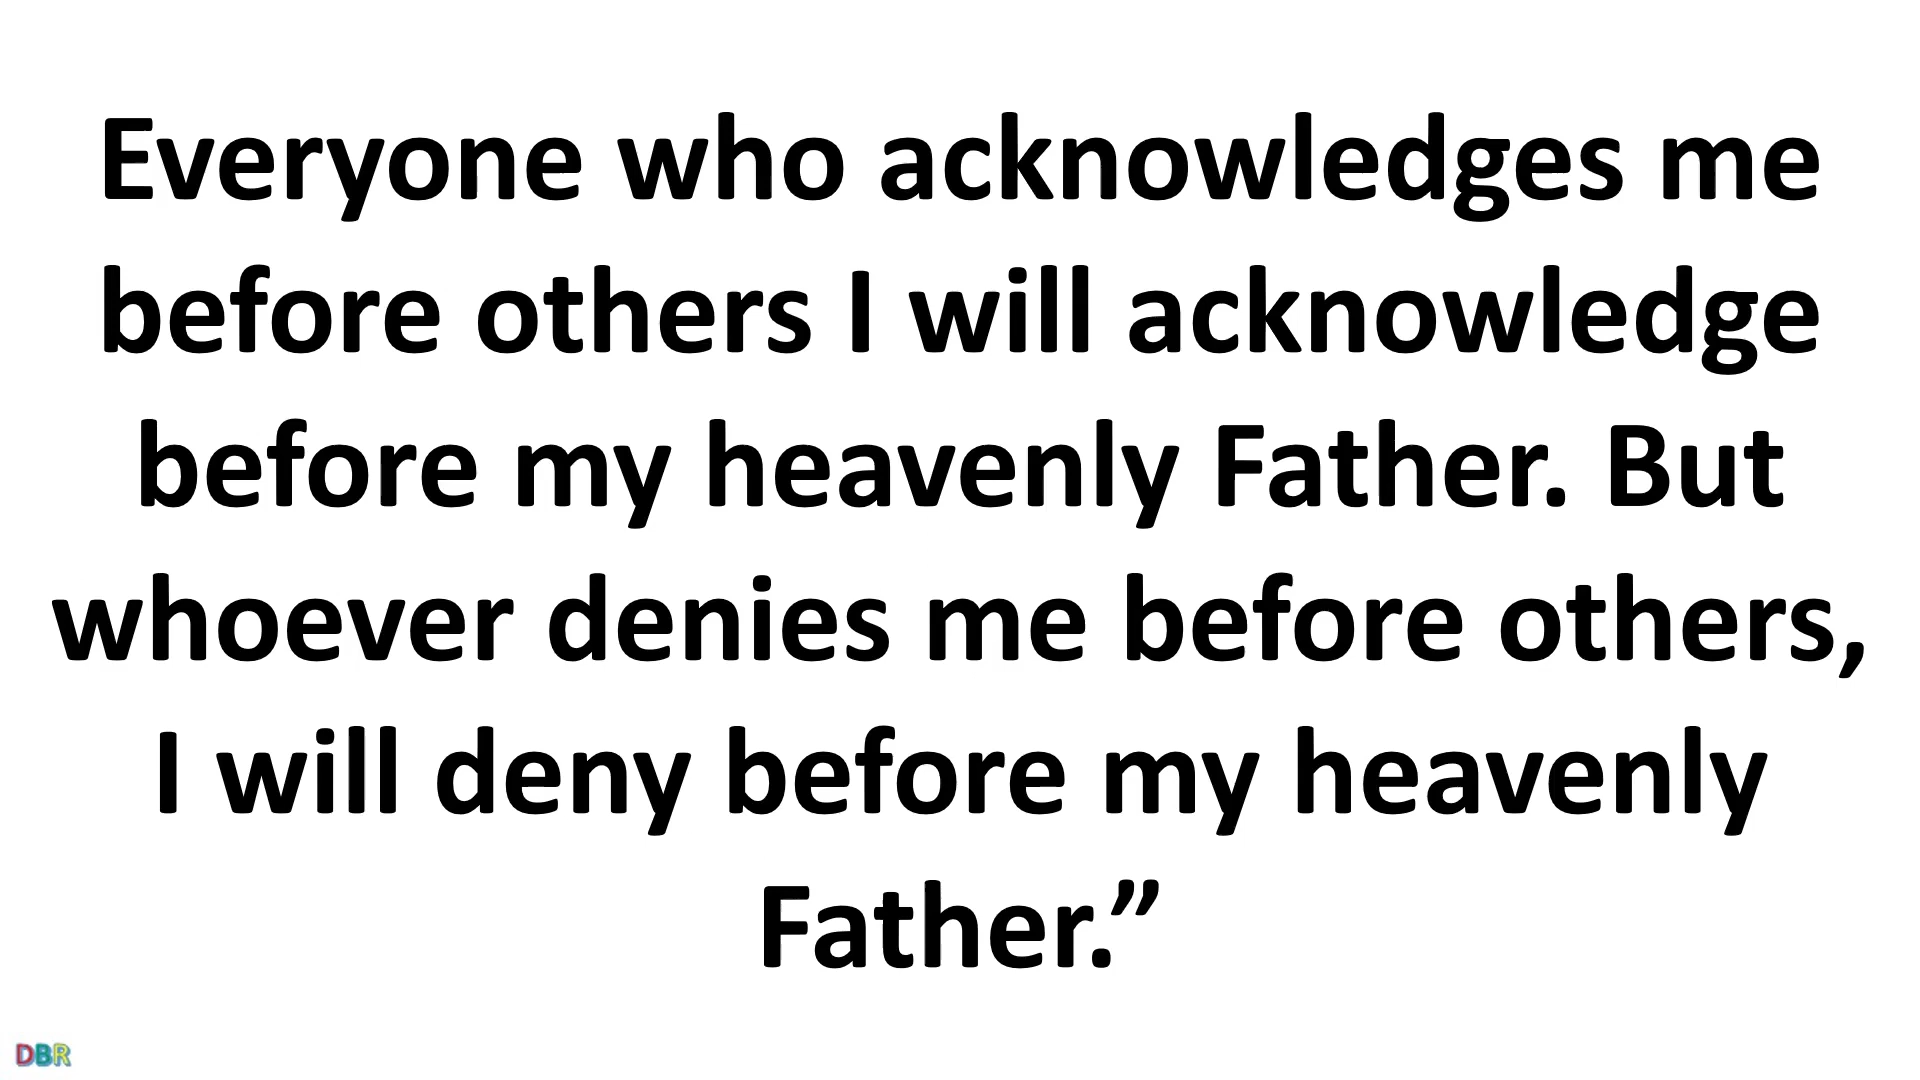 Everyone who acknowledges me
before others I will acknowledge
before my heavenly Father. But
whoever denies me before others,
I will deny before my heavenly
Father.”
DBR